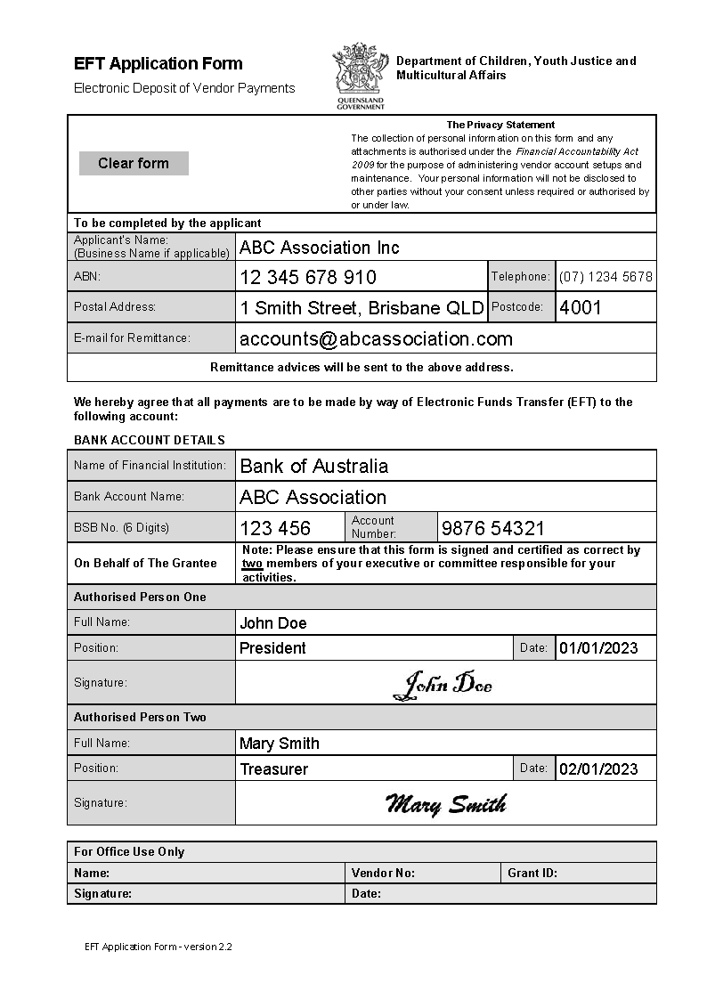 EFT Application Form
Electronic Deposit of Vendor Payments
QUEENSLAND
GOVERNMENT
Department of Children, Youth Justice and
Multicultural Affairs
Clear form
The Privacy Statement
The collection of personal information on this form and any
attachments is authorised under the Financial Accountability Act
2009 for the purpose of administering vendor account setups and
maintenance. Your personal information will not be disclosed to
other parties without your consent unless required or authorised by
or under law.
To be completed by the applicant
Applicant's Name:
(Business Name if applicable)
ABC Association Inc
ABN:
12 345 678 910
Telephone:
(07) 1234 5678
Postal Address:
1 Smith Street, Brisbane QLD
Postcode:
4001
E-mail for Remittance:
accounts@abcassociation.com
Remittance advices will be sent to the above address.
We hereby agree that all payments are to be made by way of Electronic Funds Transfer (EFT) to the
following account:
BANK ACCOUNT DETAILS
Name of Financial Institution:
Bank of Australia
Bank Account Name:
ABC Association
BSB No. (6 Digits)
123 456
Account
Number:
9876 54321
On Behalf of The Grantee
Note: Please ensure that this form is signed and certified as correct by
two members of your executive or committee responsible for your
activities.
Authorised Person One
Full Name:
John Doe
Position:
President
Date:
01/01/2023
Signature:
John Doe
Authorised Person Two
Full Name:
Mary Smith
Position:
Treasurer
Date:
02/01/2023
Signature:
Mary Smith
For Office Use Only
Name:
Vendor No:
Grant ID:
Signature:
Date:
EFT Application Form - version 2.2